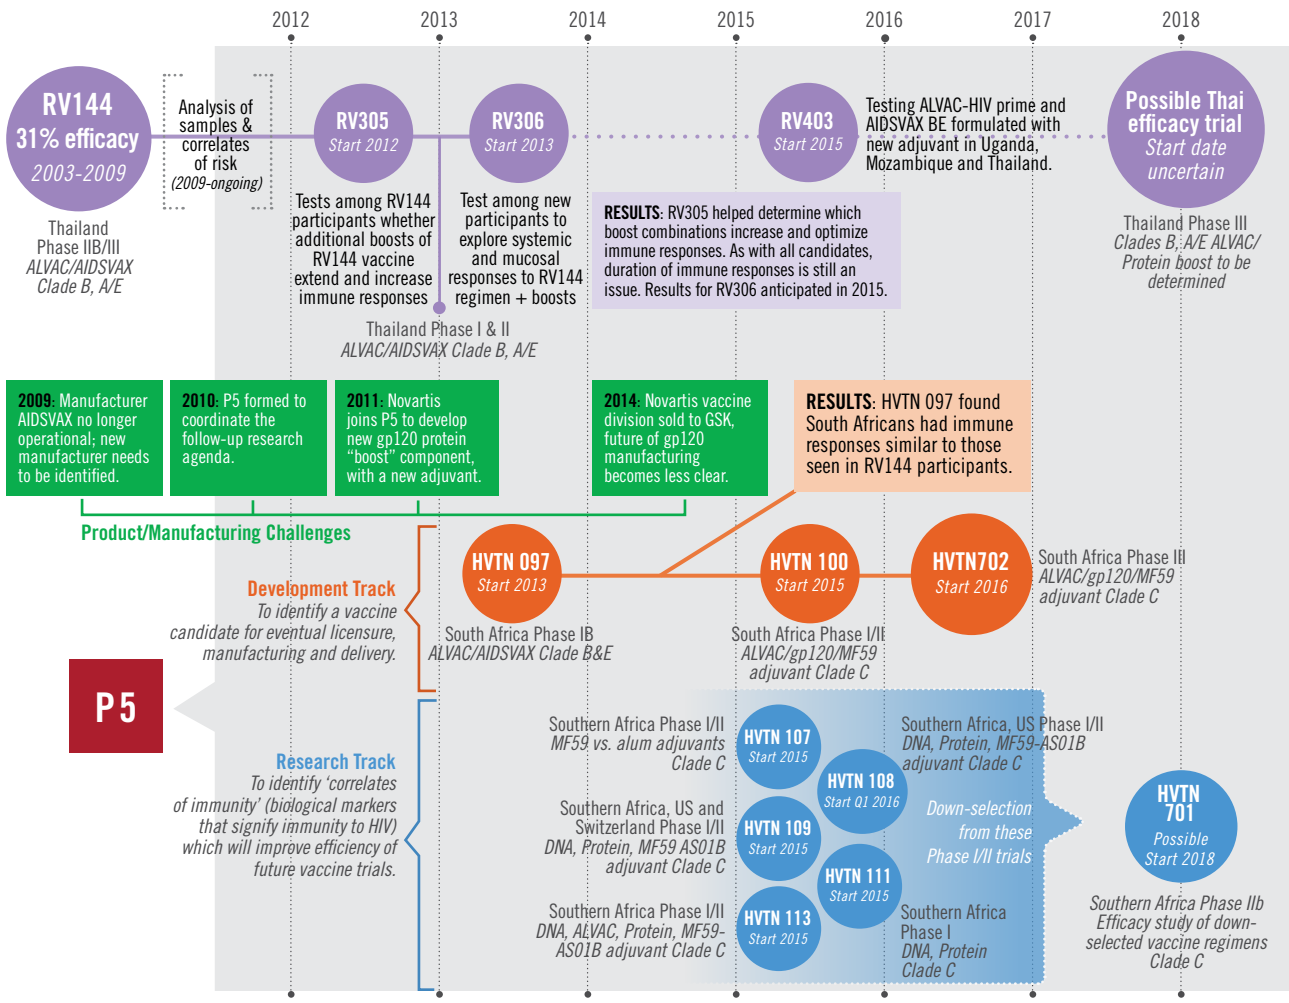 2012
2013
2014
2015
2016
2017
2018
RV144
31% efficacy
2003-2009
Thailand
Phase IIB/III
ALVAC/AIDSVAX
Clade B, A/E
Analysis of
samples &
correlates
of risk
(2009-ongoing)
RV305
Start 2012
Tests among RV144
participants whether
additional boosts of
RV144 vaccine
extend and increase
immune responses
RV306
Start 2013
Test among new
participants to
explore systemic
and mucosal
responses to RV144
regimen + boosts
Thailand Phase I & II
ALVAC/AIDSVAX Clade B, A/E
RV403
Start 2015
Testing ALVAC-HIV prime and
AIDSVAX BE formulated with
new adjuvant in Uganda,
Mozambique and Thailand.
RESULTS: RV305 helped determine which
boost combinations increase and optimize
immune responses. As with all candidates,
duration of immune responses is still an
issue. Results for RV306 anticipated in 2015.
Possible Thai
efficacy trial
Start date
uncertain
Thailand Phase III
Clades B, A/E ALVAC/
Protein boost to be
determined
2009: Manufacturer
AIDSVAX no longer
operational; new
manufacturer needs
to be identified.
2010: P5 formed to
coordinate the
follow-up research
agenda.
2011: Novartis
joins P5 to develop
new gp120 protein
“boost” component,
with a new adjuvant.
2014: Novartis vaccine
division sold to GSK,
future of gp120
manufacturing
becomes less clear.
RESULTS: HVTN 097 found
South Africans had immune
responses similar to those
seen in RV144 participants.
Product/Manufacturing Challenges
Development Track
To identify a vaccine
candidate for eventual licensure,
manufacturing and delivery.
HVTN 097
Start 2013
South Africa Phase IB
ALVAC/AIDSVAX Clade B&E
HVTN 100
Start 2015
South Africa Phase I/II
ALVAC/gp120/MF59
adjuvant Clade C
HVTN702
Start 2016
South Africa Phase III
ALVAC/gp120/MF59
adjuvant Clade C
P5
Research Track
To identify ‘correlates
of immunity’ (biological markers
that signify immunity to HIV)
which will improve efficiency of
future vaccine trials.
Southern Africa Phase I/II
MF59 vs. alum adjuvants
Clade C
HVTN 107
Start 2015
Southern Africa, US Phase I/II
DNA, Protein, MF59-AS01B
adjuvant Clade C
HVTN 108
Start Q1 2016
Southern Africa, US and
Switzerland Phase I/II
DNA, Protein, MF59 AS01B
adjuvant Clade C
HVTN 109
Start 2015
Down-selection
from these
Phase I/II trials
HVTN 111
Start 2015
Southern Africa
Phase I
DNA, Protein
Clade C
Southern Africa Phase I/II
DNA, ALVAC, Protein, MF59-
AS01B adjuvant Clade C
HVTN 113
Start 2015
HVTN
701
Possible
Start 2018
Southern Africa Phase IIb
Efficacy study of down-
selected vaccine regimens
Clade C